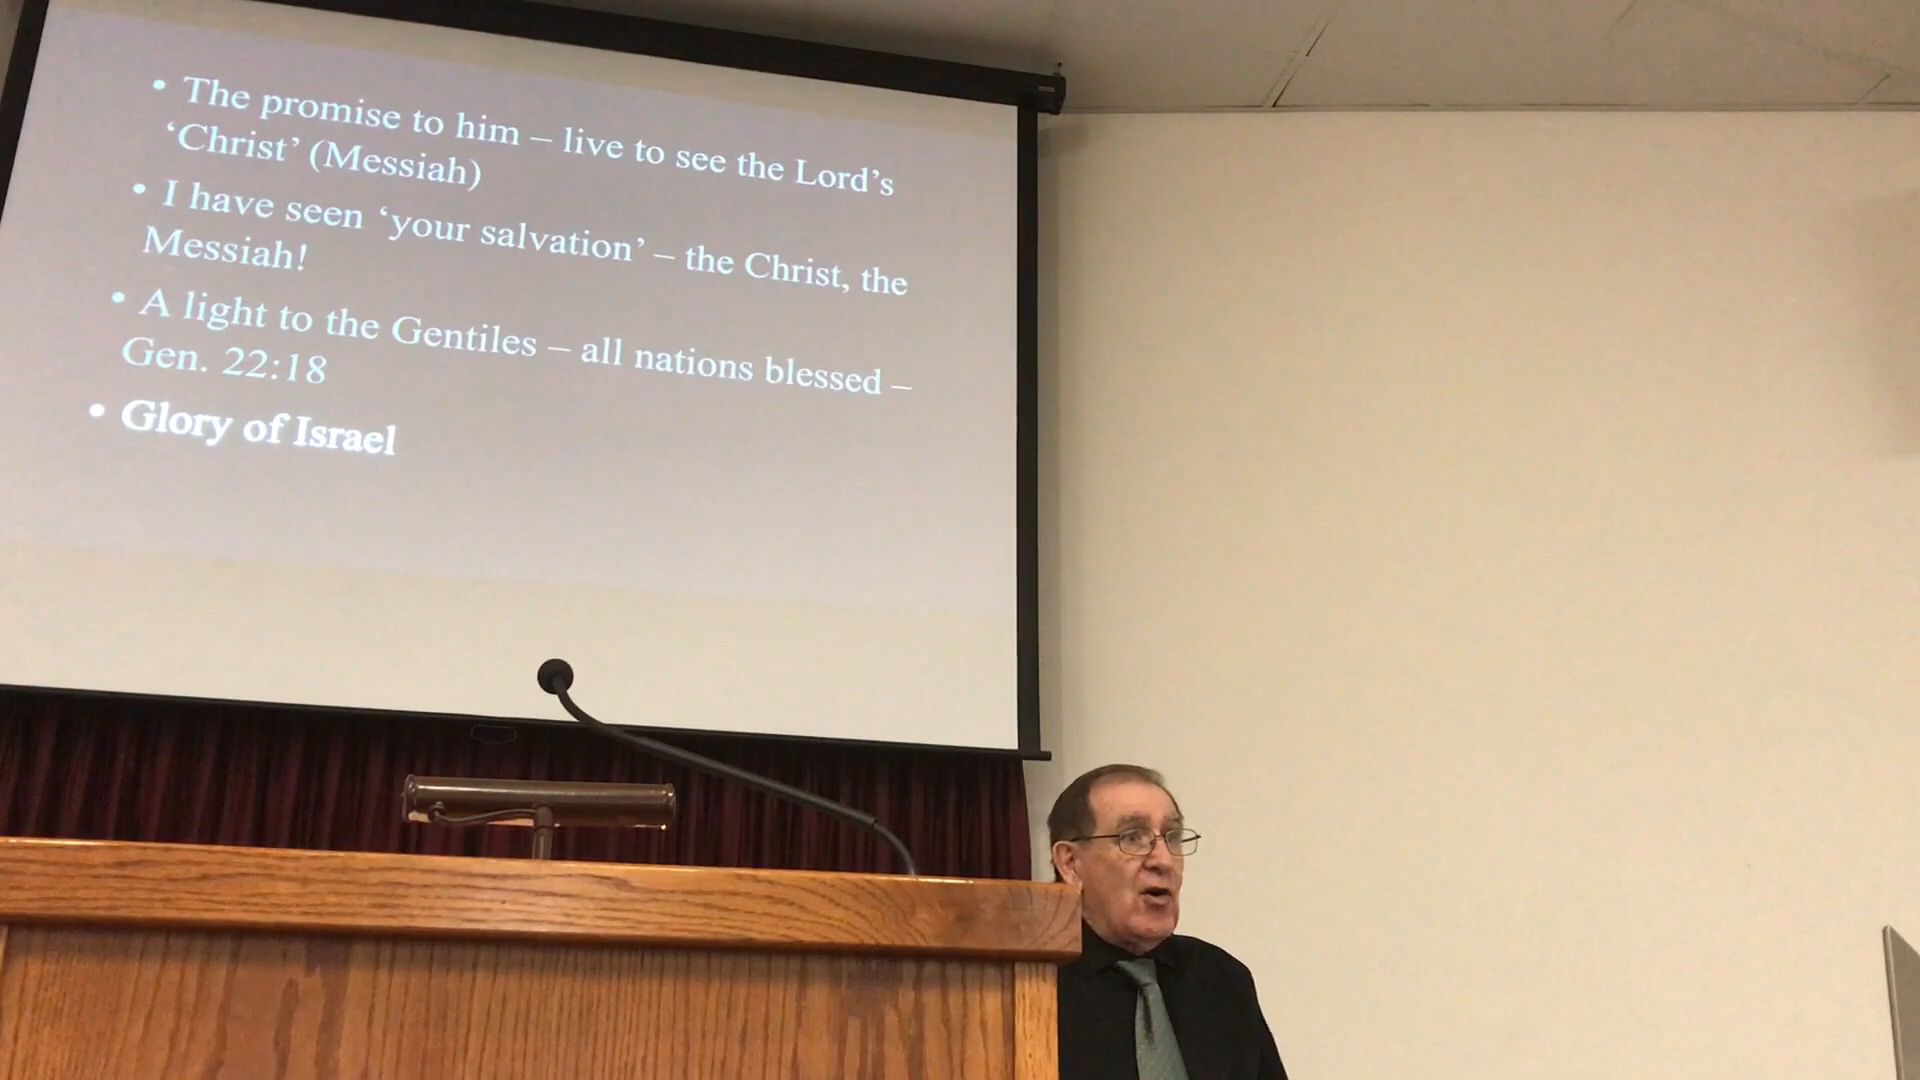 • The promise to him – live to see the Lord’s
‘Christ’ (Messiah)
• I have seen ‘your salvation’ – the Christ, the
Messiah!
• A light to the Gentiles – all nations blessed –
Gen. 22:18
• Glory of Israel